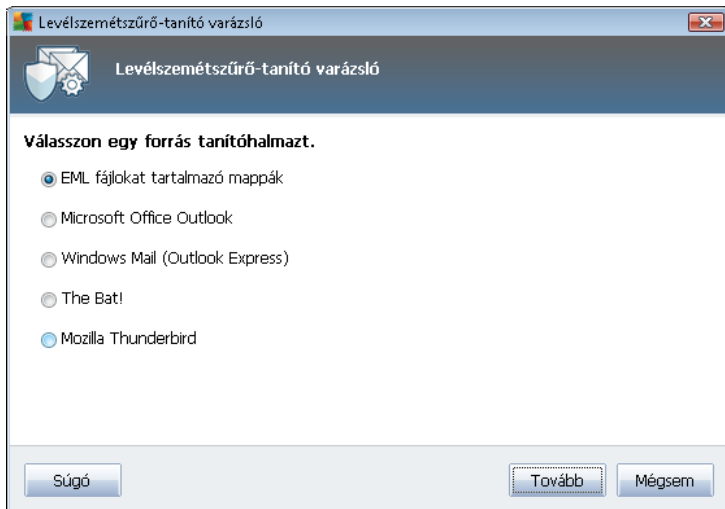 Levélszemétszűrő-tanító varázsló
Levélszemétszűrő-tanító varázsló
Válasszon egy forrás tanítóhalmazt.
EML fájlokat tartalmazó mappák
Microsoft Office Outlook
Windows Mail (Outlook Express)
The Bat!
Mozilla Thunderbird
Súgó
Tovább
Mégsem